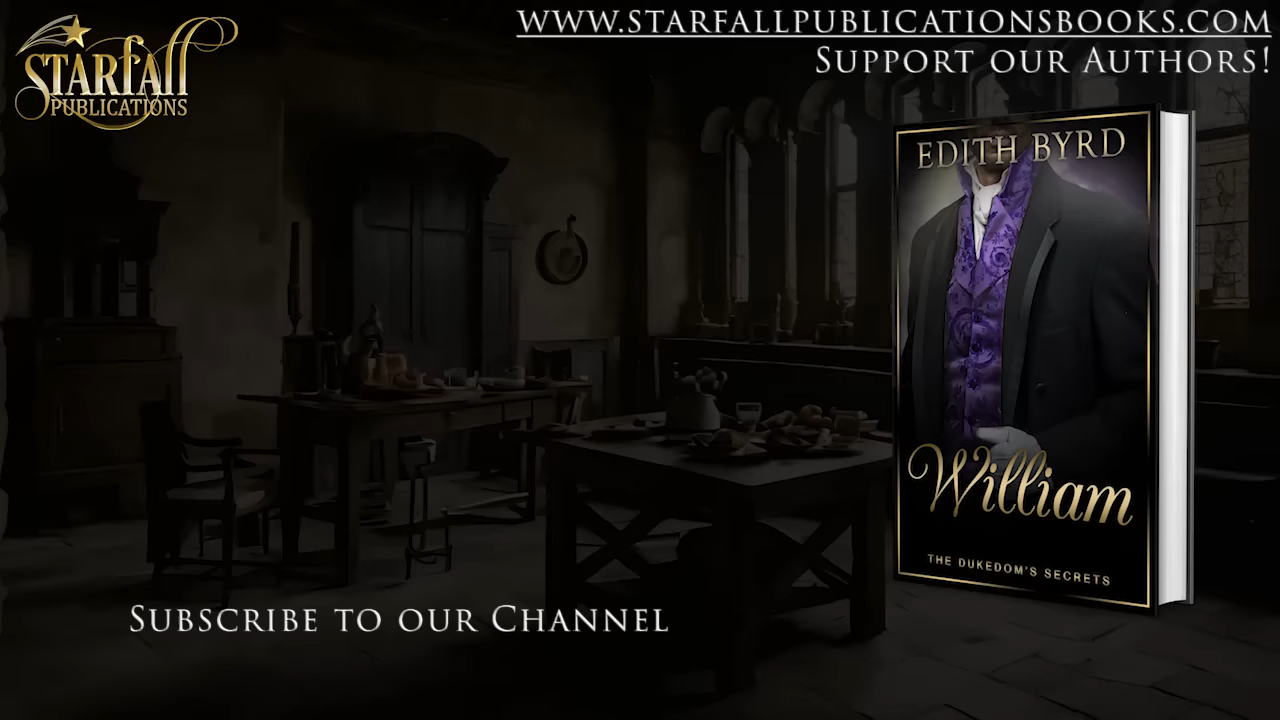 STARfall
PUBLICATIONS
WWW.STARFALLPUBLICATIONSBOOKS.COM
SUPPORT OUR AUTHORS!
EDITH BYRD
William
THE DUKEDOM'S SECRETS
SUBSCRIBE TO OUR CHANNEL